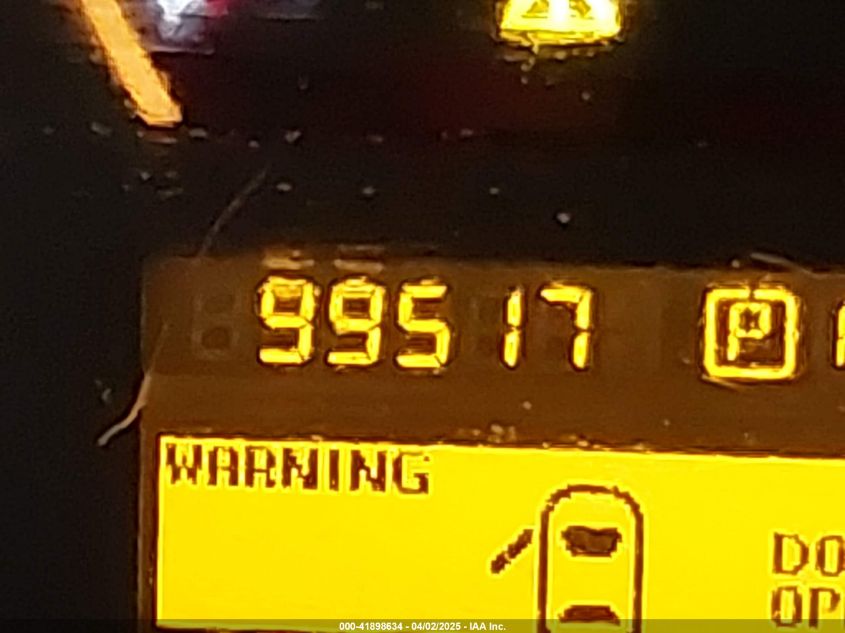 99517 P
WARNING
DO
OP
000-41898634 - 04/02/2025 - IAA Inc.